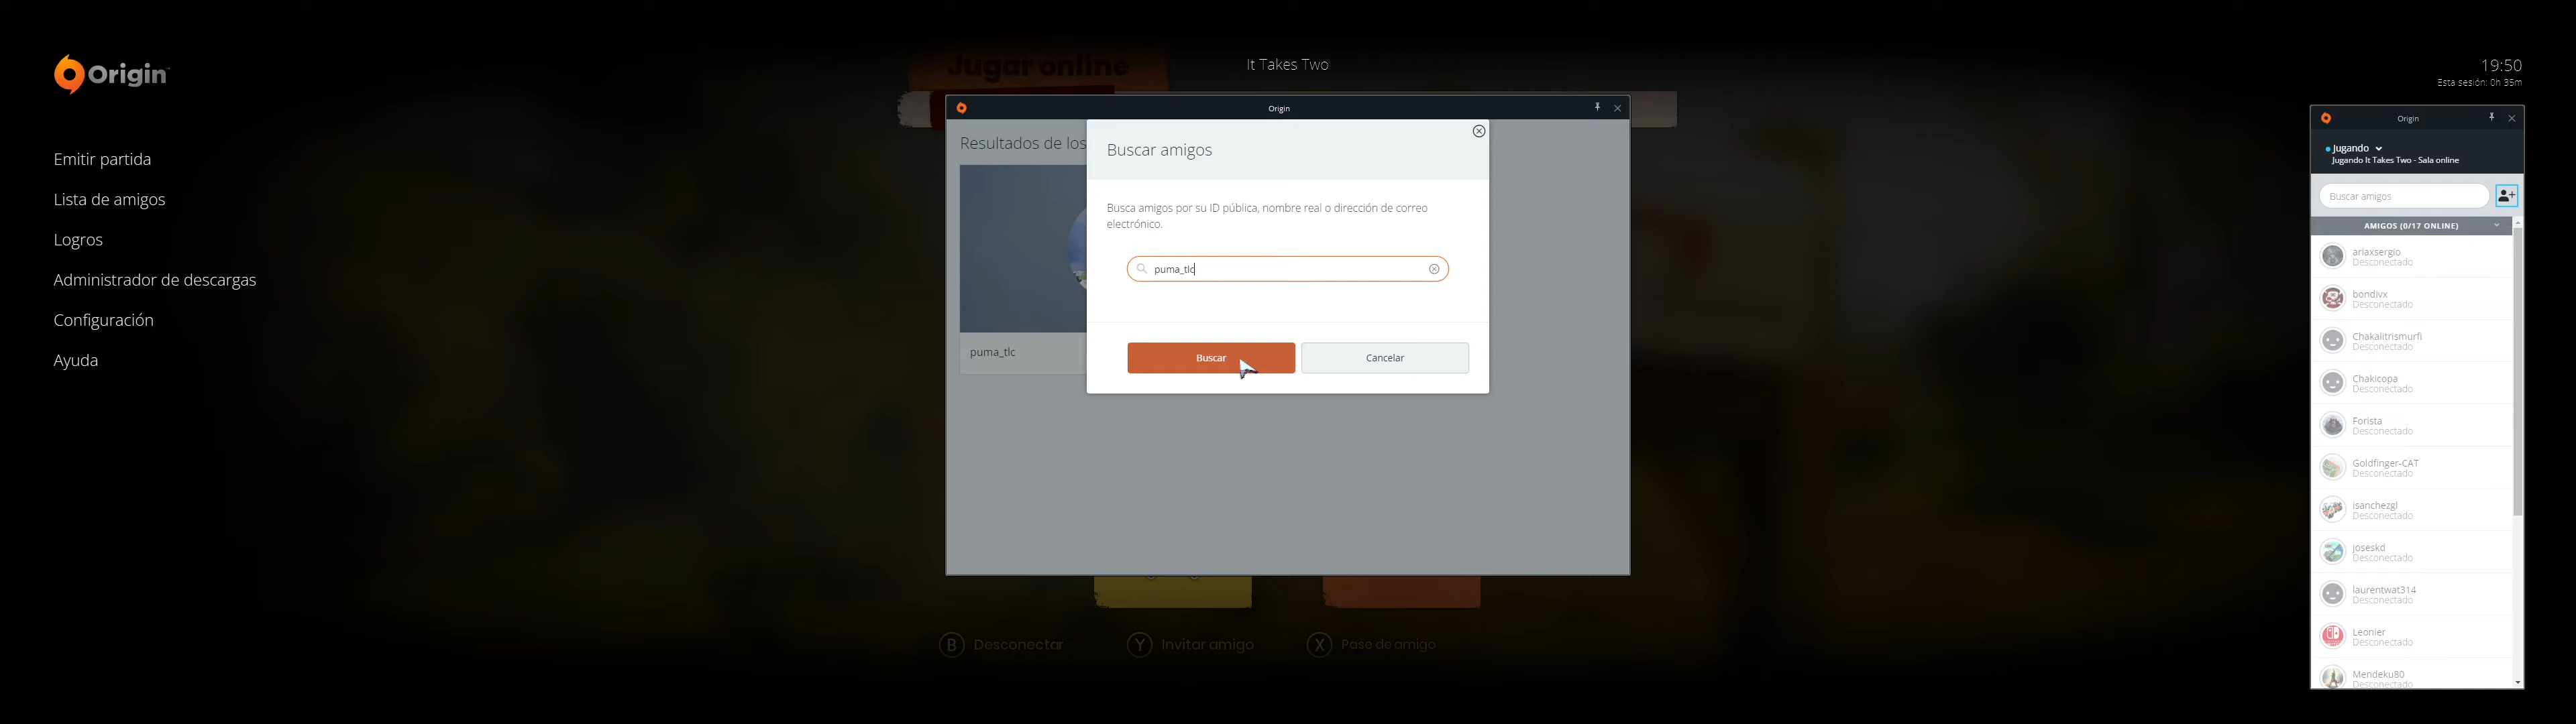 Origin
Jugar online
It Takes Two
19:50
Esta sesión: 0h 35m
Emitir partida
Lista de amigos
Logros
Administrador de descargas
Configuración
Ayuda
Origin
Resultados de los
puma_tlc
Buscar amigos
Busca amigos por su ID pública, nombre real o dirección de correo
electrónico.
puma_tlc
Buscar
Cancelar
B Desconectar
Y Invitar amigo
X Pase de amigo
Origin
Jugando
Jugando It Takes Two - Sala online
Buscar amigos
AMIGOS (0/17 ONLINE)
ariaxsergio
Desconectado
bondivx
Desconectado
Chakalitrismurfi
Desconectado
Chakicopa
Desconectado
Forista
Desconectado
Goldfinger-CAT
Desconectado
isanchezgl
Desconectado
joseskd
Desconectado
laurentwat314
Desconectado
Leonier
Desconectado
Mendeku80
Desconectado